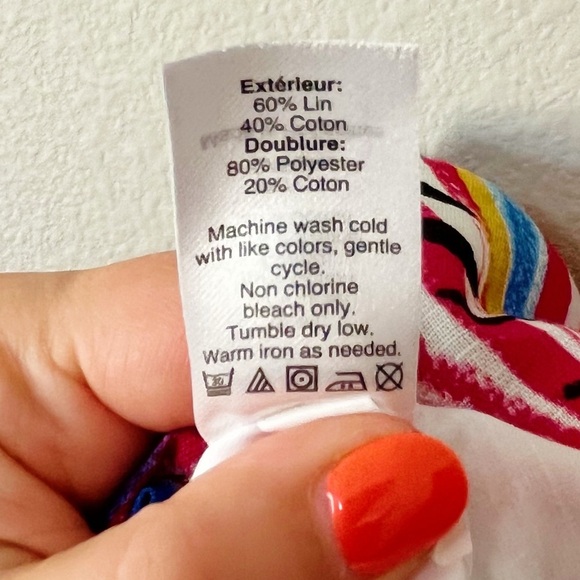 Extérieur:
60% Lin
40% Coton
Doublure:
80% Polyester
20% Coton
Machine wash cold
with like colors, gentle
cycle.
Non chlorine
bleach only.
Tumble dry low.
Warm iron as needed.
30